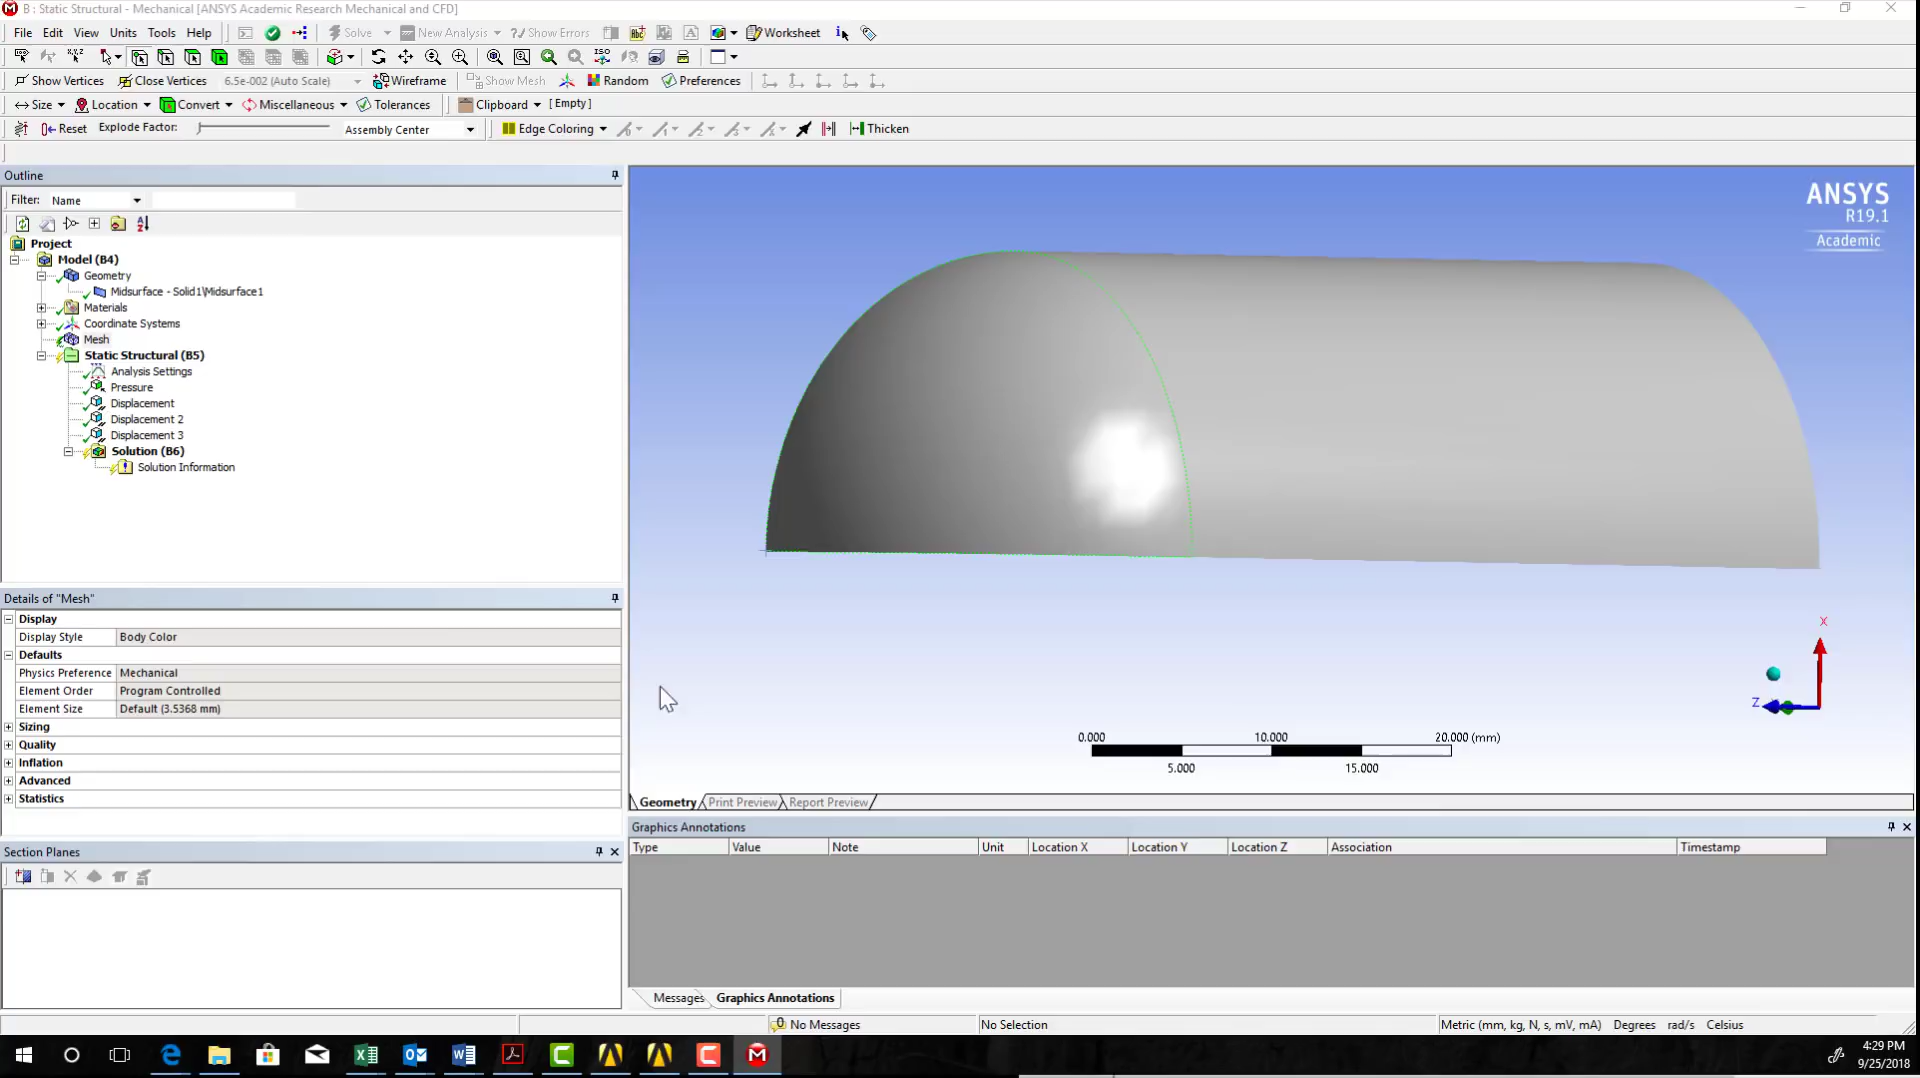 B : Static Structural - Mechanical [ANSYS Academic Research Mechanical and CFD]
File Edit View Units Tools Help Solve New Analysis Show Errors Worksheet
Show Vertices Close Vertices 6.5e-002 (Auto Scale) Wireframe Show Mesh Random Preferences
Size Location Convert Miscellaneous Tolerances Clipboard [Empty]
Reset Explode Factor: Assembly Center Edge Coloring Thicken
Outline
Filter: Name
Project
Model (B4)
Geometry
Midsurface - Solid1\Midsurface1
Materials
Coordinate Systems
Mesh
Static Structural (B5)
Analysis Settings
Pressure
Displacement
Displacement 2
Displacement 3
Solution (B6)
Solution Information
Details of "Mesh"
Display
Display Style Body Color
Defaults
Physics Preference Mechanical
Element Order Program Controlled
Element Size Default (3.5368 mm)
Sizing
Quality
Inflation
Advanced
Statistics
Section Planes
ANSYS
R19.1
Academic
X
Z
0.000 10.000 20.000 (mm)
5.000 15.000
Geometry Print Preview Report Preview
Graphics Annotations
Type Value Note Unit Location X Location Y Location Z Association Timestamp
Messages Graphics Annotations
0 No Messages No Selection Metric (mm, kg, N, s, mV, mA) Degrees rad/s Celsius
4:29 PM
9/25/2018